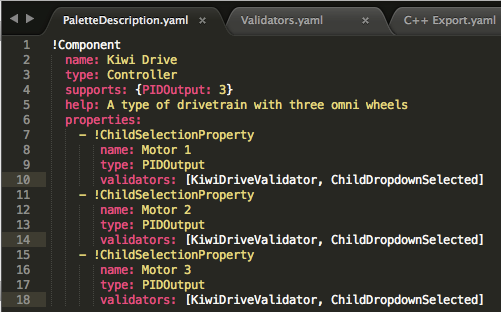 PaletteDescription.yaml × Validators.yaml × C++ Export.yaml
1 !Component
2 name: Kiwi Drive
3 type: Controller
4 supports: {PIDOutput: 3}
5 help: A type of drivetrain with three omni wheels
6 properties:
7 - !ChildSelectionProperty
8 name: Motor 1
9 type: PIDOutput
10 validators: [KiwiDriveValidator, ChildDropdownSelected]
11 - !ChildSelectionProperty
12 name: Motor 2
13 type: PIDOutput
14 validators: [KiwiDriveValidator, ChildDropdownSelected]
15 - !ChildSelectionProperty
16 name: Motor 3
17 type: PIDOutput
18 validators: [KiwiDriveValidator, ChildDropdownSelected]